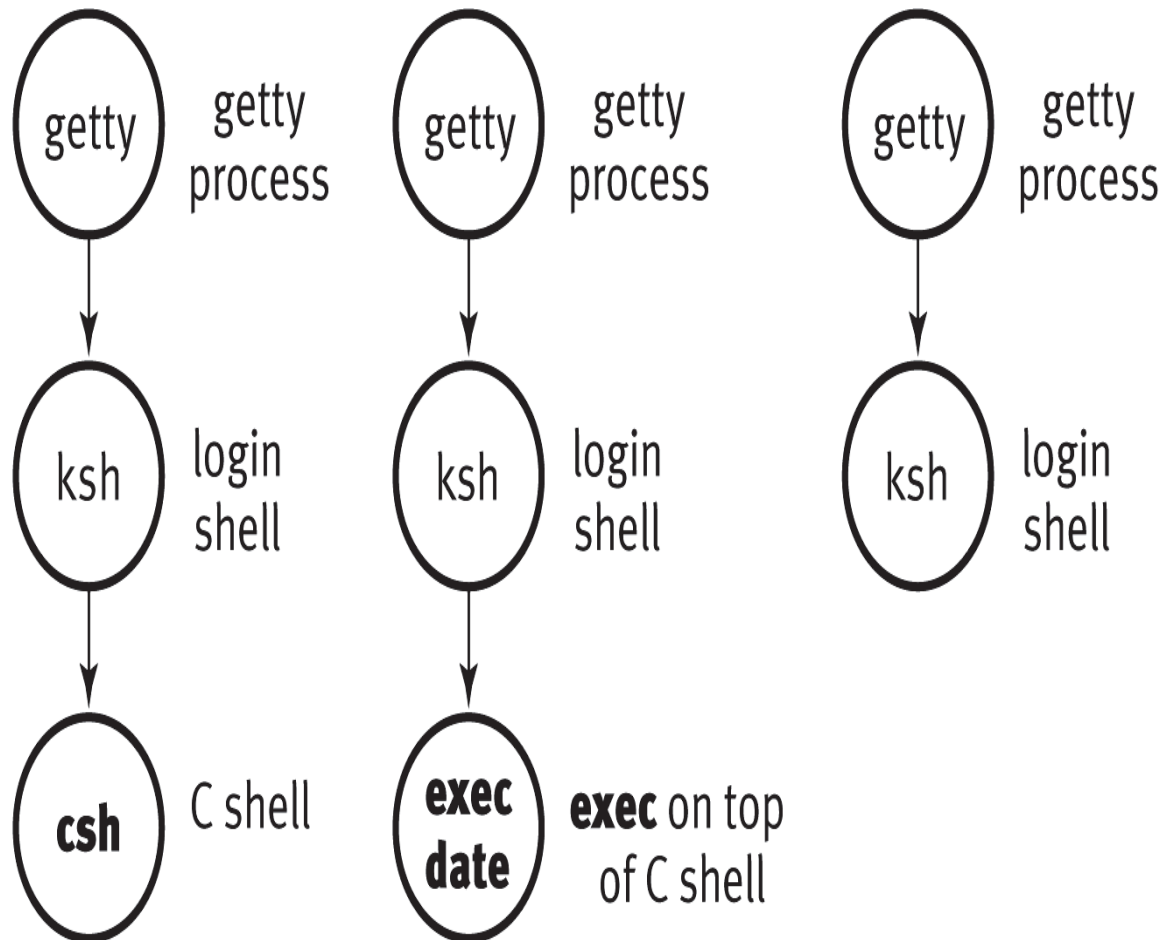 getty
getty
process
getty
getty
process
getty
getty
process
ksh
login
shell
ksh
login
shell
ksh
login
shell
csh
C shell
exec
date
exec on top
of C shell